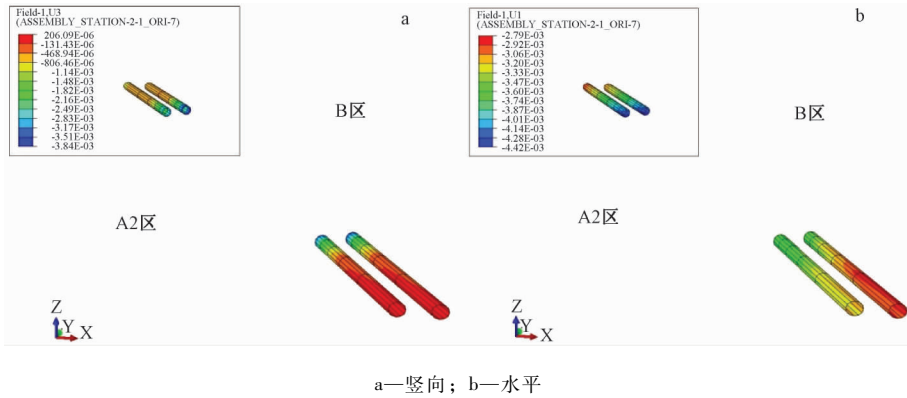 Field-1,U3
(ASSEMBLY_STATION-2-1_ORI-7)
206.09E-06
-131.43E-06
-468.94E-06
-806.46E-06
-1.14E-03
-1.48E-03
-1.82E-03
-2.16E-03
-2.49E-03
-2.83E-03
-3.17E-03
-3.51E-03
-3.84E-03
a
B区
A2区
Z
Y
X
Field-1,U1
(ASSEMBLY_STATION-2-1_ORI-7)
-2.79E-03
-2.92E-03
-3.06E-03
-3.20E-03
-3.33E-03
-3.47E-03
-3.60E-03
-3.74E-03
-3.87E-03
-4.01E-03
-4.14E-03
-4.28E-03
-4.42E-03
b
B区
A2区
Z
Y
X
a—竖向；b—水平